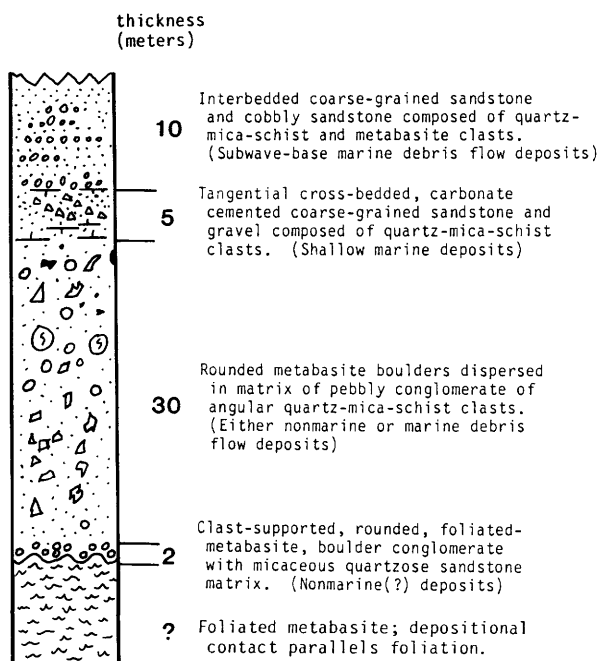 thickness
(meters)
10
Interbedded coarse-grained sandstone
and cobbly sandstone composed of quartz-
mica-schist and metabasite clasts.
(Subwave-base marine debris flow deposits)
5
Tangential cross-bedded, carbonate
cemented coarse-grained sandstone and
gravel composed of quartz-mica-schist
clasts. (Shallow marine deposits)
30
Rounded metabasite boulders dispersed
in matrix of pebbly conglomerate of
angular quartz-mica-schist clasts.
(Either nonmarine or marine debris
flow deposits)
2
Clast-supported, rounded, foliated-
metabasite, boulder conglomerate
with micaceous quartzose sandstone
matrix. (Nonmarine(?) deposits)
?
Foliated metabasite; depositional
contact parallels foliation.